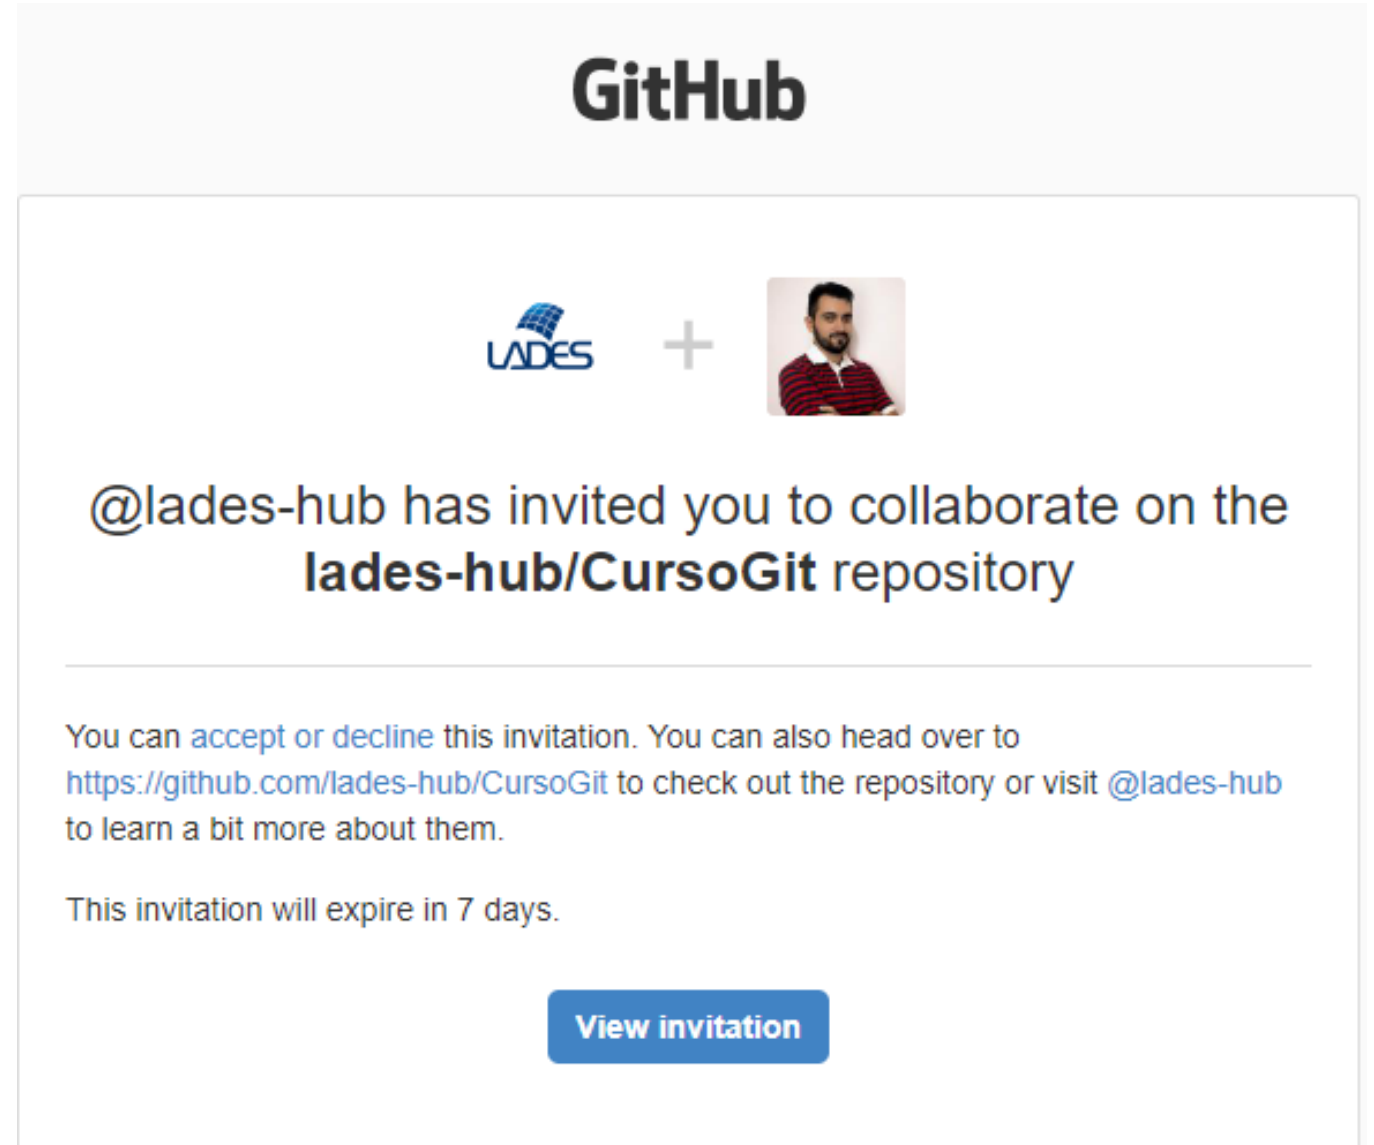 GitHub
LADES
@lades-hub has invited you to collaborate on the
lades-hub/CursoGit repository
You can accept or decline this invitation. You can also head over to
https://github.com/lades-hub/CursoGit to check out the repository or visit @lades-hub
to learn a bit more about them.
This invitation will expire in 7 days.
View invitation